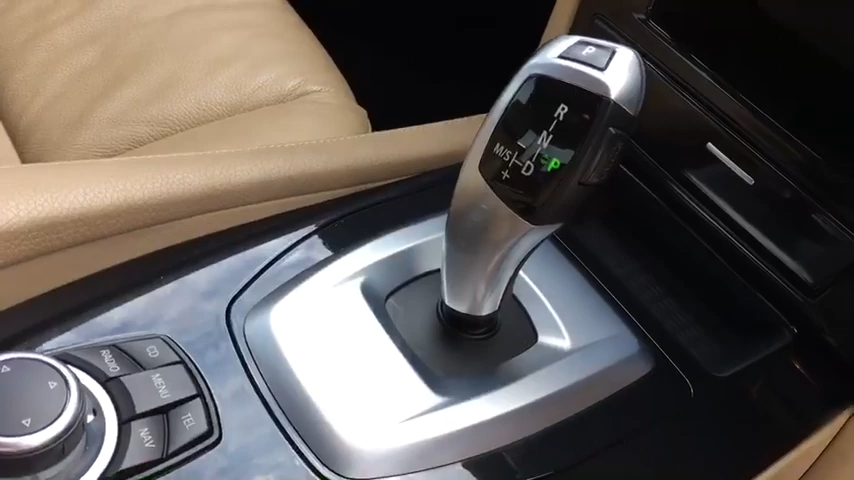 P
R
N
M/S D P
+
RADIO CD
MENU
NAV TEL